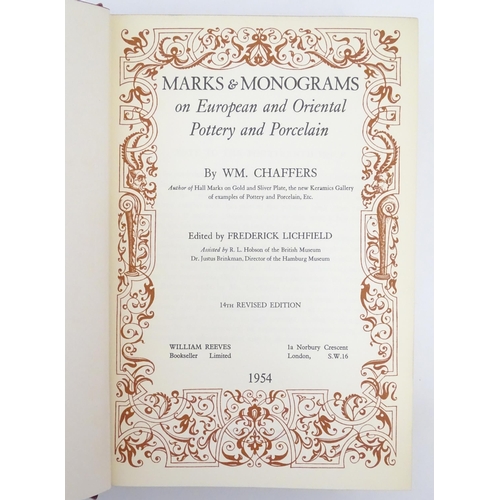 MARKS & MONOGRAMS
on European and Oriental
Pottery and Porcelain
By WM. CHAFFERS
Author of Hall Marks on Gold and Sliver Plate, the new Keramics Gallery
of examples of Pottery and Porcelain, Etc.
Edited by FREDERICK LICHFIELD
Assisted by R. L. Hobson of the British Museum
Dr. Justus Brinkman, Director of the Hamburg Museum
14TH REVISED EDITION
WILLIAM REEVES
Bookseller Limited
1a Norbury Crescent
London, S.W.16
1954